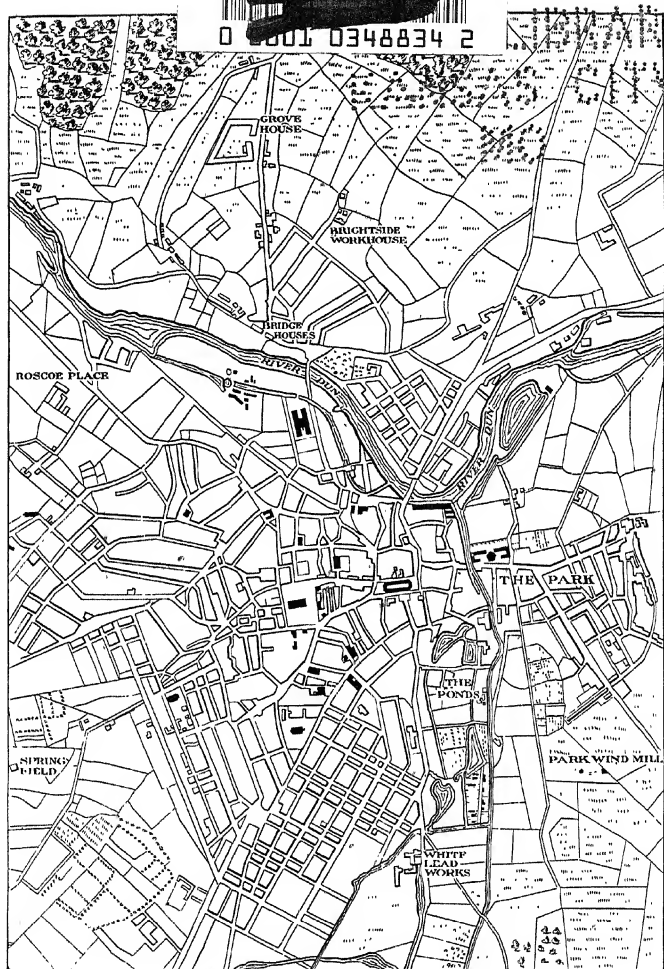 0 0001 0348834 2
GROVE
HOUSE
BRIGHTSIDE
WORKHOUSE
BRIDGE
HOUSES
RIVER DUN
ROSCOE PLACE
RIVER DUN
THE PARK
THE
PONDS
SPRING
FIELD
PARK WIND MILL
WHITE
LEAD
WORKS